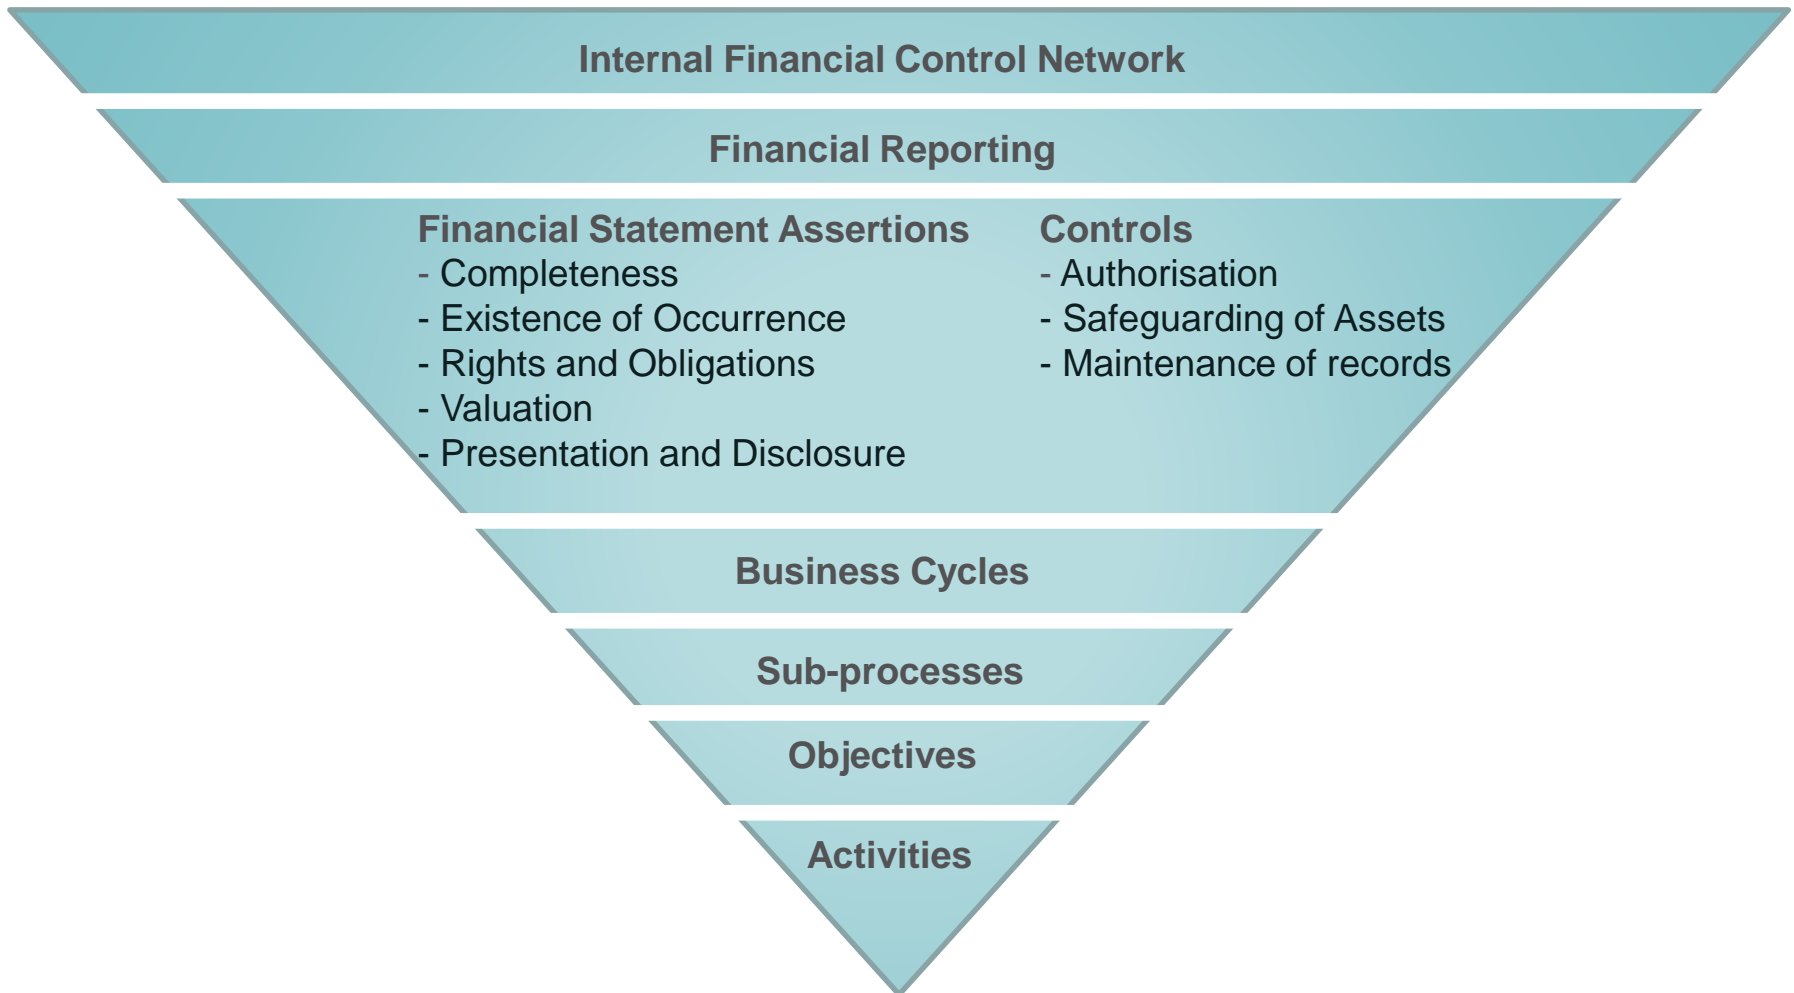 Internal Financial Control Network
Financial Reporting
Financial Statement Assertions
- Completeness
- Existence of Occurrence
- Rights and Obligations
- Valuation
- Presentation and Disclosure
Controls
- Authorisation
- Safeguarding of Assets
- Maintenance of records
Business Cycles
Sub-processes
Objectives
Activities